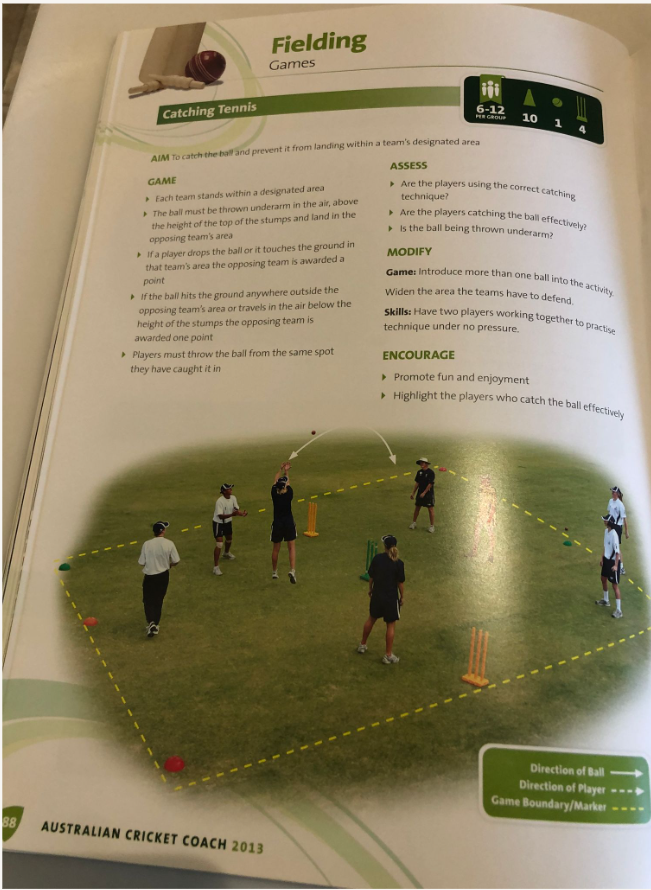 Fielding
Games
Catching Tennis
6-12
PER GROUP
10
1
4
AIM To catch the ball and prevent it from landing within a team's designated area
GAME
Each team stands within a designated area
The ball must be thrown underarm in the air, above
the height of the top of the stumps and land in the
opposing team's area
If a player drops the ball or it touches the ground in
that team's area the opposing team is awarded a
point
If the ball hits the ground anywhere outside the
opposing team's area or travels in the air below the
height of the stumps the opposing team is
awarded one point
Players must throw the ball from the same spot
they have caught it in
ASSESS
Are the players using the correct catching
technique?
Are the players catching the ball effectively?
Is the ball being thrown underarm?
MODIFY
Game: Introduce more than one ball into the activity.
Widen the area the teams have to defend.
Skills: Have two players working together to practise
technique under no pressure.
ENCOURAGE
Promote fun and enjoyment
Highlight the players who catch the ball effectively
Direction of Ball
Direction of Player
Game Boundary/Marker
88
AUSTRALIAN CRICKET COACH 2013